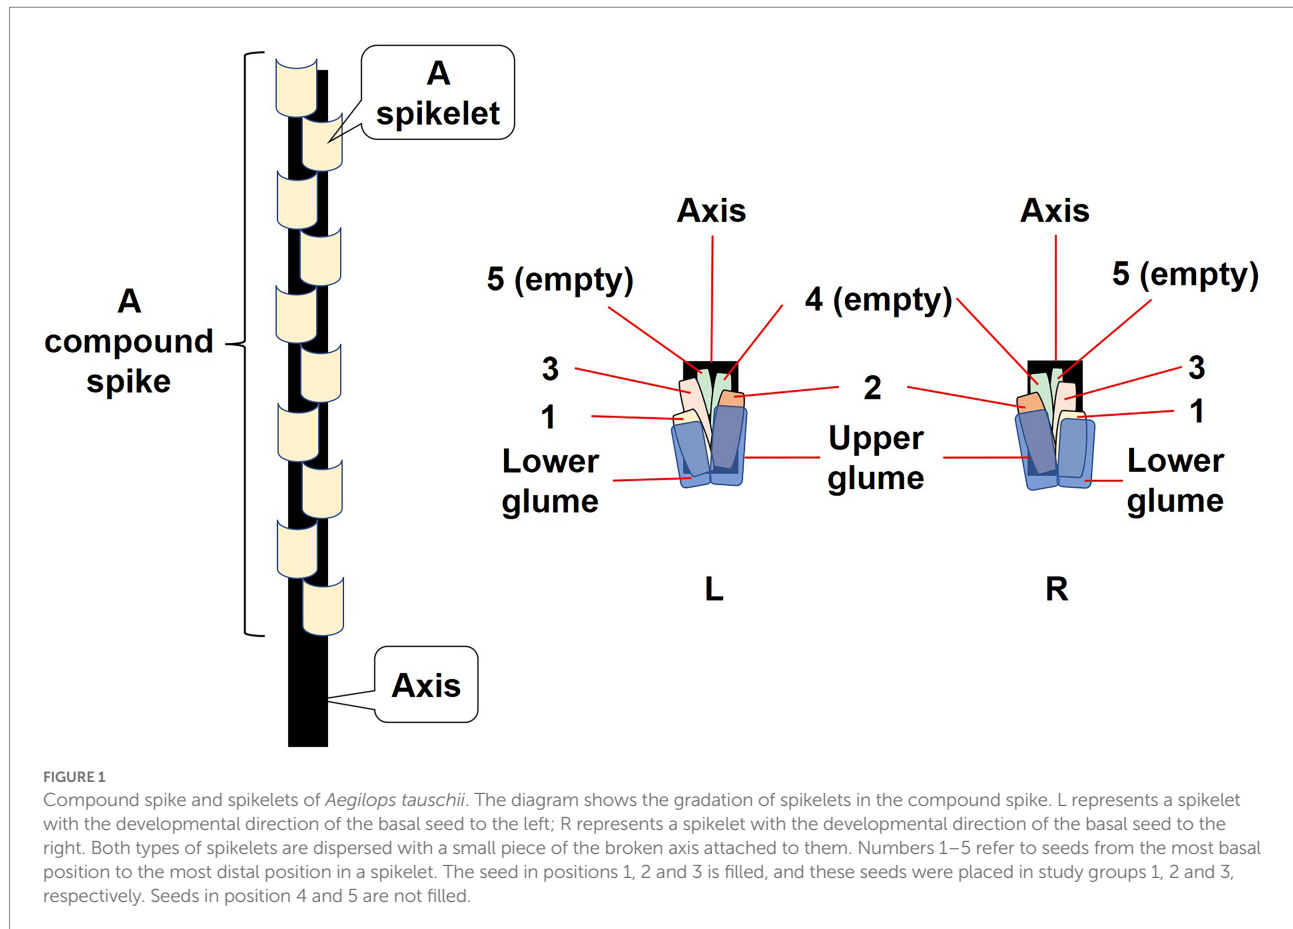 A
spikelet
A
compound
spike
Axis
Axis
5 (empty)
3
1
Lower
glume
L
4 (empty)
2
Upper
glume
Axis
5 (empty)
3
1
Lower
glume
R
FIGURE 1
Compound spike and spikelets of Aegilops tauschii. The diagram shows the gradation of spikelets in the compound spike. L represents a spikelet
with the developmental direction of the basal seed to the left; R represents a spikelet with the developmental direction of the basal seed to the
right. Both types of spikelets are dispersed with a small piece of the broken axis attached to them. Numbers 1–5 refer to seeds from the most basal
position to the most distal position in a spikelet. The seed in positions 1, 2 and 3 is filled, and these seeds were placed in study groups 1, 2 and 3,
respectively. Seeds in position 4 and 5 are not filled.